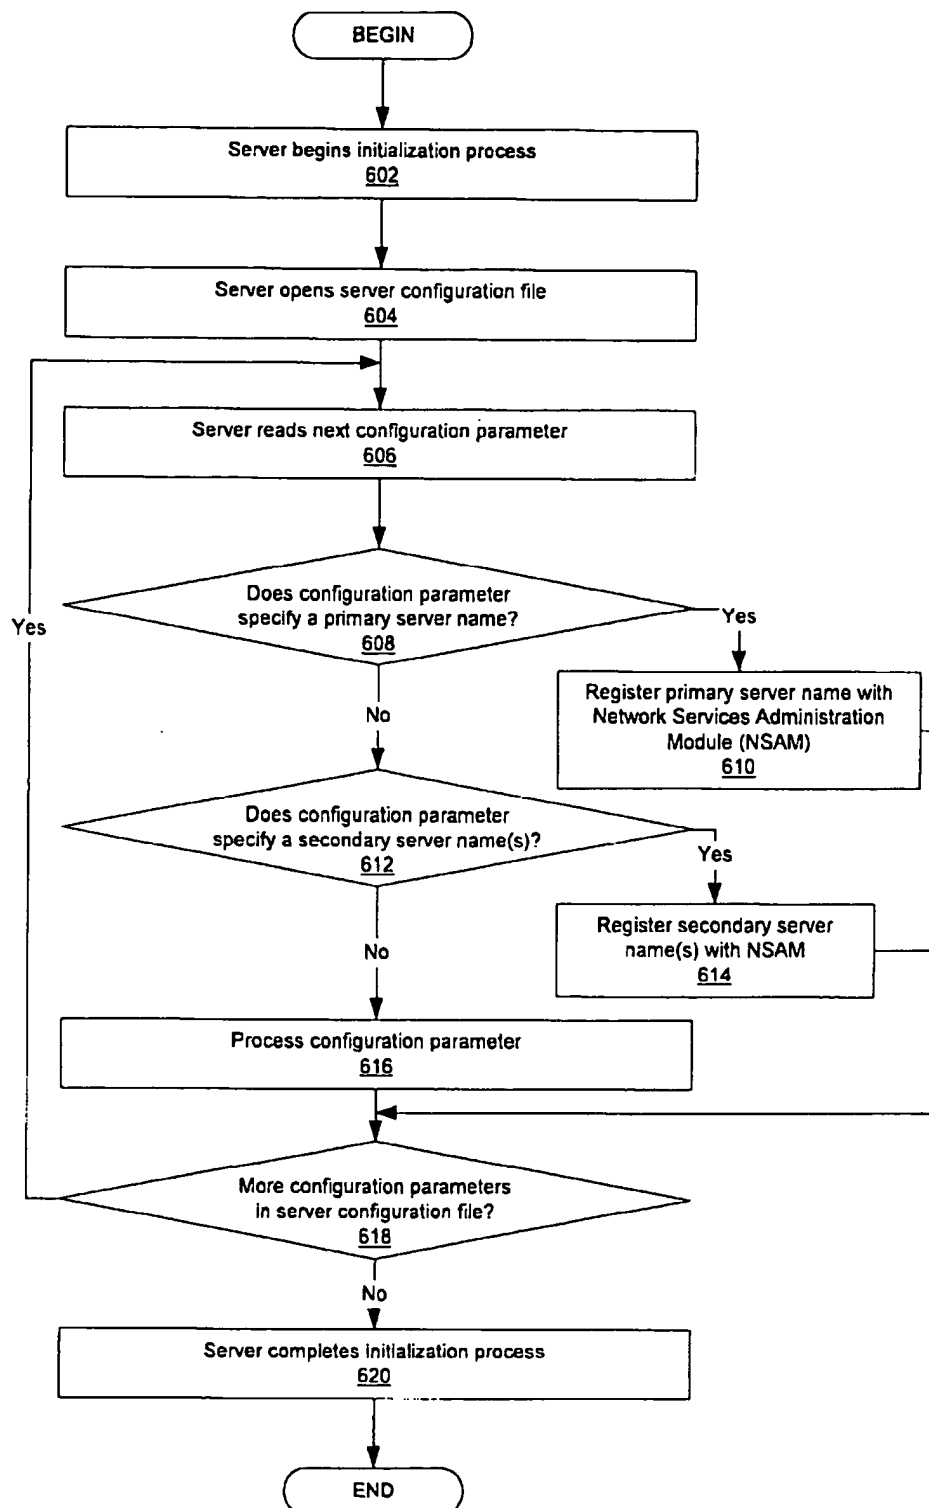 BEGIN
Server begins initialization process
602
Server opens server configuration file
604
Server reads next configuration parameter
606
Does configuration parameter
specify a primary server name?
608
Yes
Yes
Register primary server name with
Network Services Administration
Module (NSAM)
610
No
Does configuration parameter
specify a secondary server name(s)?
612
Yes
Register secondary server
name(s) with NSAM
614
No
Process configuration parameter
616
More configuration parameters
in server configuration file?
618
No
Server completes initialization process
620
END